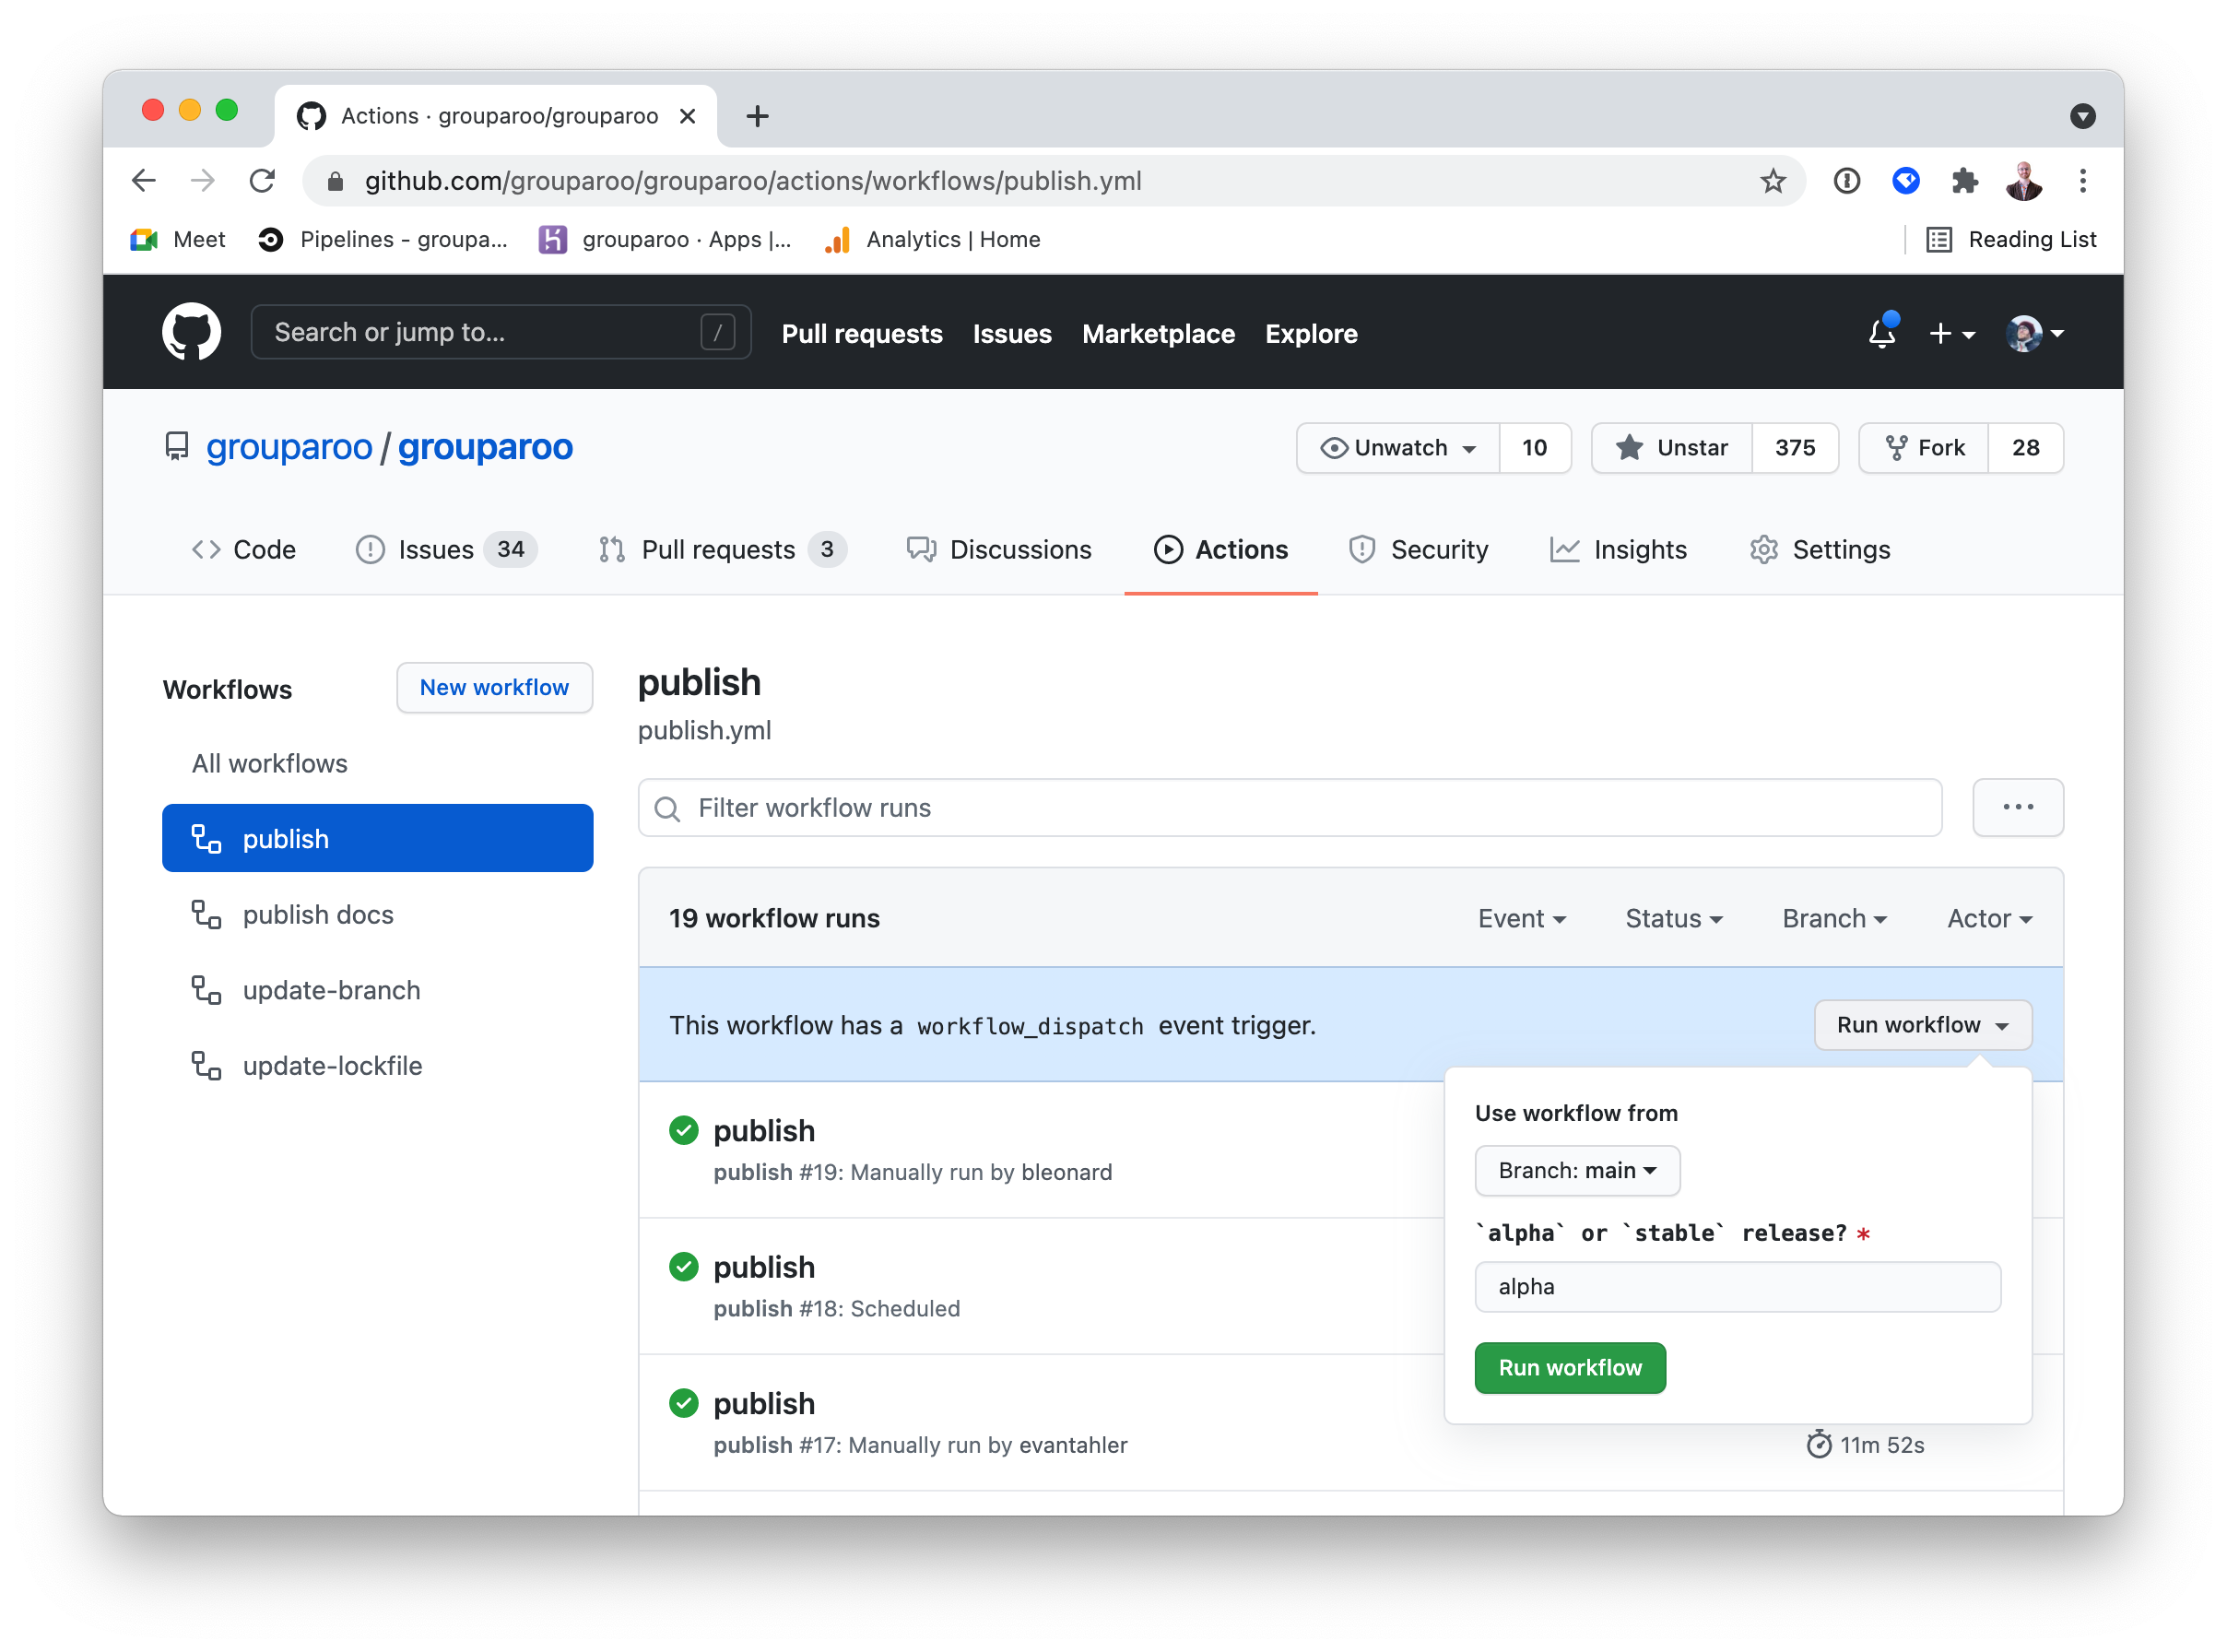 Actions · grouparoo/grouparoo
github.com/grouparoo/grouparoo/actions/workflows/publish.yml
Meet Pipelines - groupa... grouparoo · Apps |... Analytics | Home Reading List
Search or jump to... / Pull requests Issues Marketplace Explore
grouparoo / grouparoo Unwatch 10 Unstar 375 Fork 28
Code Issues 34 Pull requests 3 Discussions Actions Security Insights Settings
Workflows New workflow
All workflows
publish
publish docs
update-branch
update-lockfile
publish
publish.yml
Filter workflow runs
19 workflow runs Event Status Branch Actor
This workflow has a workflow_dispatch event trigger. Run workflow
publish
publish #19: Manually run by bleonard
publish
publish #18: Scheduled
publish
publish #17: Manually run by evantahler
11m 52s
Use workflow from
Branch: main
`alpha` or `stable` release? *
alpha
Run workflow